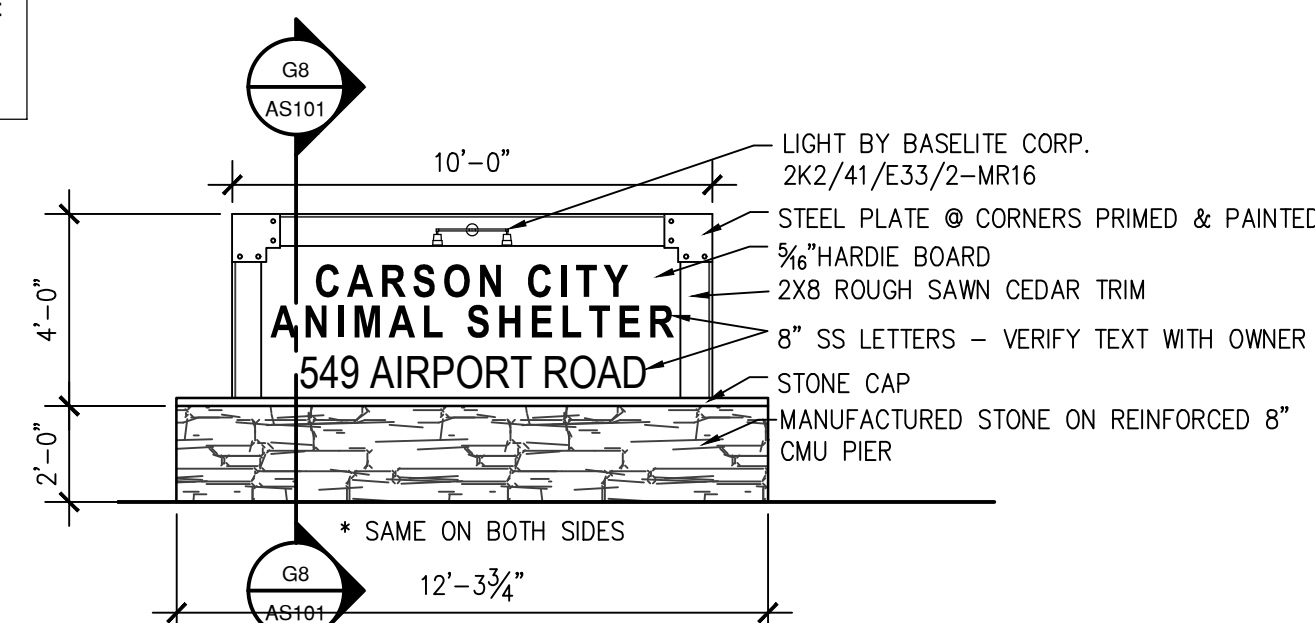 G8
AS101
10'-0"
LIGHT BY BASELITE CORP.
2K2/41/E33/2-MR16
STEEL PLATE @ CORNERS PRIMED & PAINTED
5/16"HARDIE BOARD
2X8 ROUGH SAWN CEDAR TRIM
8" SS LETTERS – VERIFY TEXT WITH OWNER
STONE CAP
MANUFACTURED STONE ON REINFORCED 8"
CMU PIER
4'-0"
2'-0"
CARSON CITY
ANIMAL SHELTER
549 AIRPORT ROAD
* SAME ON BOTH SIDES
G8
AS101
12'-3 3/4"